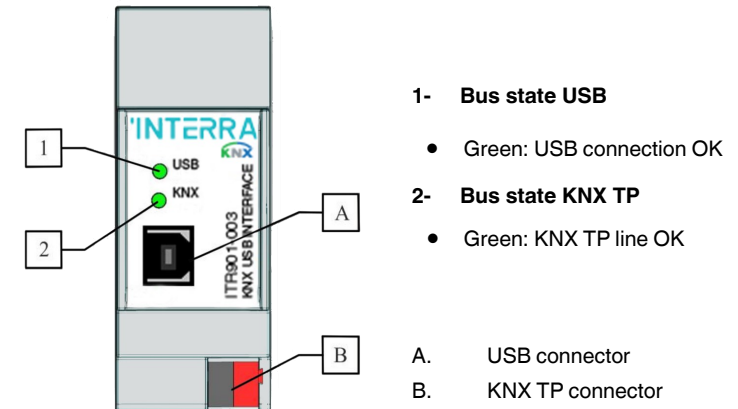 'INTERRA
KNX
1
USB
KNX
2
ITR901-003
KNX USB INTERFACE
A
B
1- Bus state USB
• Green: USB connection OK
2- Bus state KNX TP
• Green: KNX TP line OK
A. USB connector
B. KNX TP connector